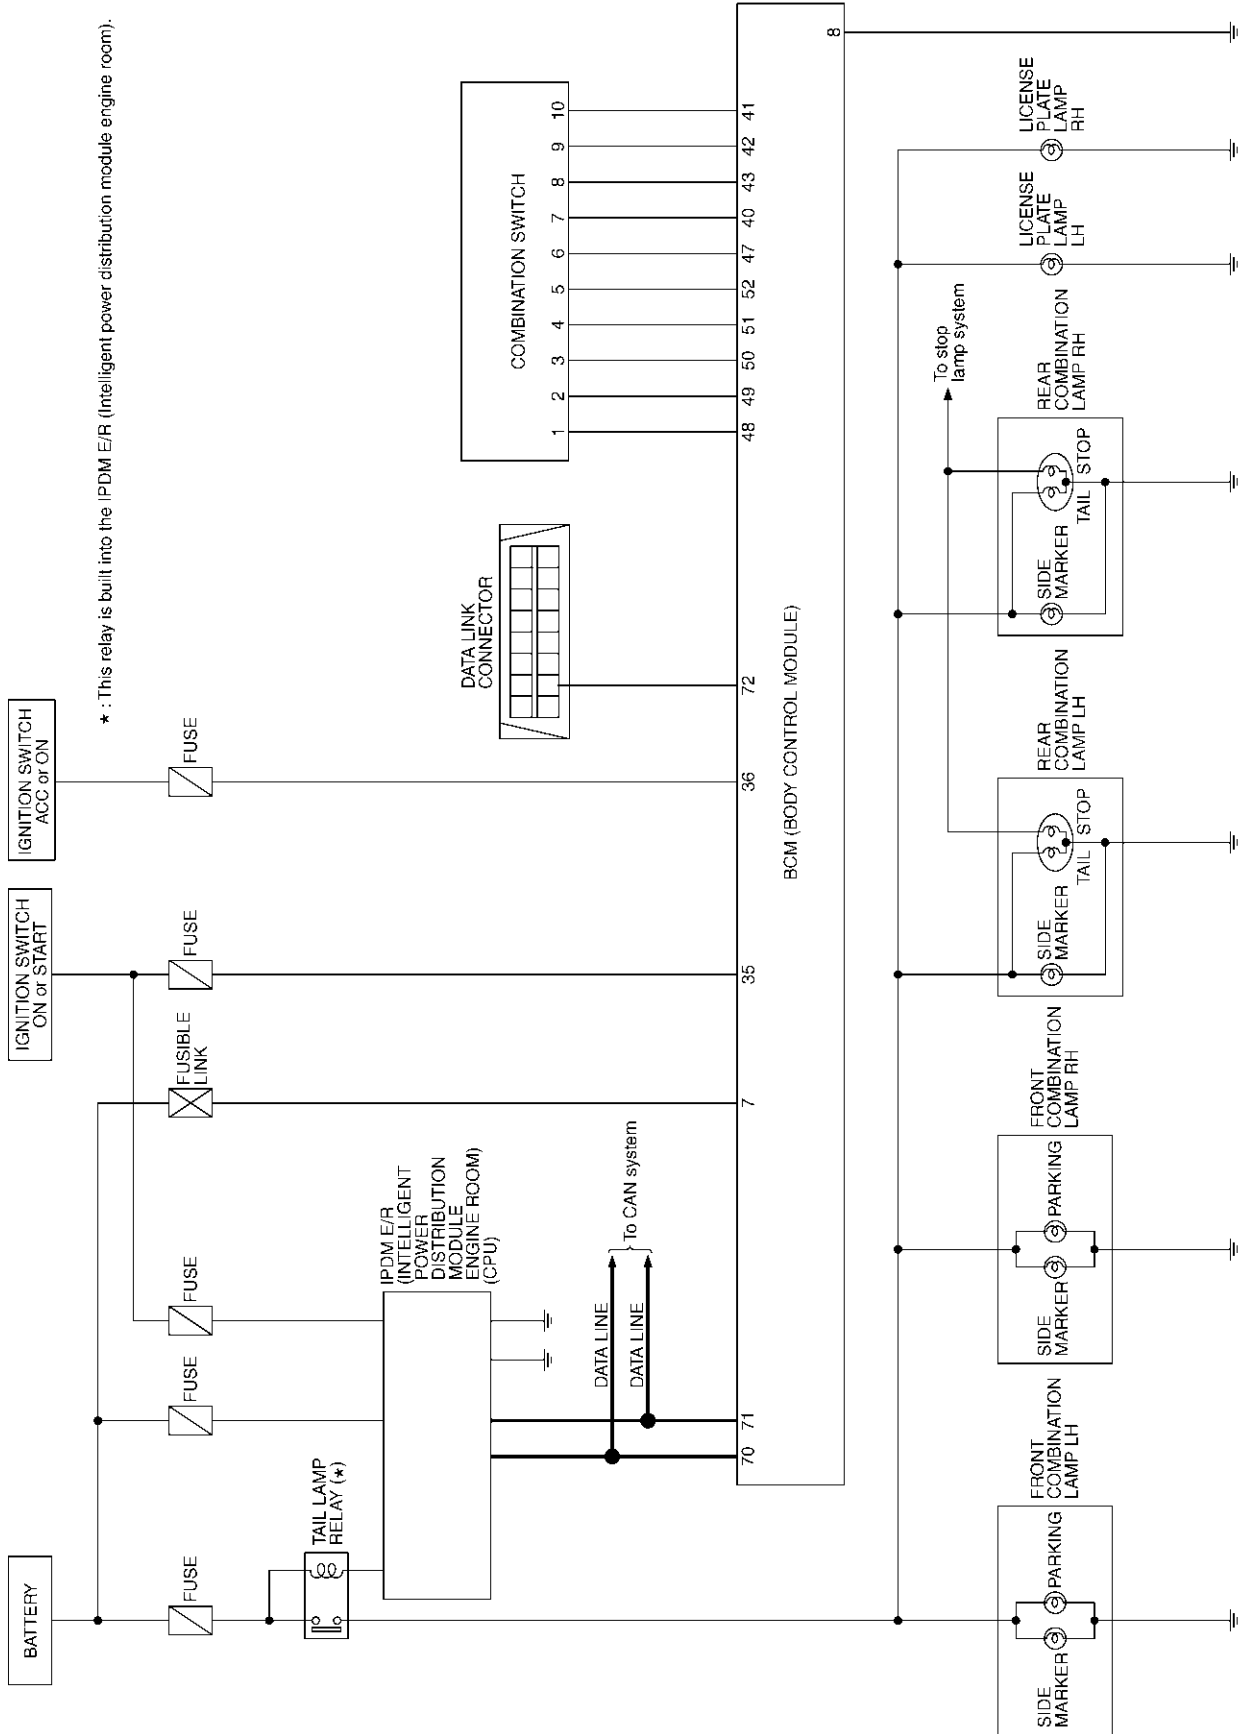 BATTERY
IGNITION SWITCH
ON or START
IGNITION SWITCH
ACC or ON
★ : This relay is built into the IPDM E/R (Intelligent power distribution module engine room).
FUSE
FUSE
FUSE
FUSIBLE
LINK
FUSE
FUSE
TAIL LAMP
RELAY (★)
IPDM E/R
(INTELLIGENT
POWER
DISTRIBUTION
MODULE
ENGINE ROOM)
(CPU)
DATA LINK
CONNECTOR
COMBINATION SWITCH
1 2 3 4 5 6 7 8 9 10
DATA LINE
DATA LINE
To CAN system
70 71 7 35 36 72 48 49 50 51 52 47 40 43 42 41
BCM (BODY CONTROL MODULE)
8
To stop
lamp system
SIDE
MARKER
PARKING
FRONT
COMBINATION
LAMP LH
SIDE
MARKER
PARKING
FRONT
COMBINATION
LAMP RH
SIDE
MARKER
TAIL
STOP
REAR
COMBINATION
LAMP LH
SIDE
MARKER
TAIL
STOP
REAR
COMBINATION
LAMP RH
LICENSE
PLATE
LAMP
LH
LICENSE
PLATE
LAMP
RH